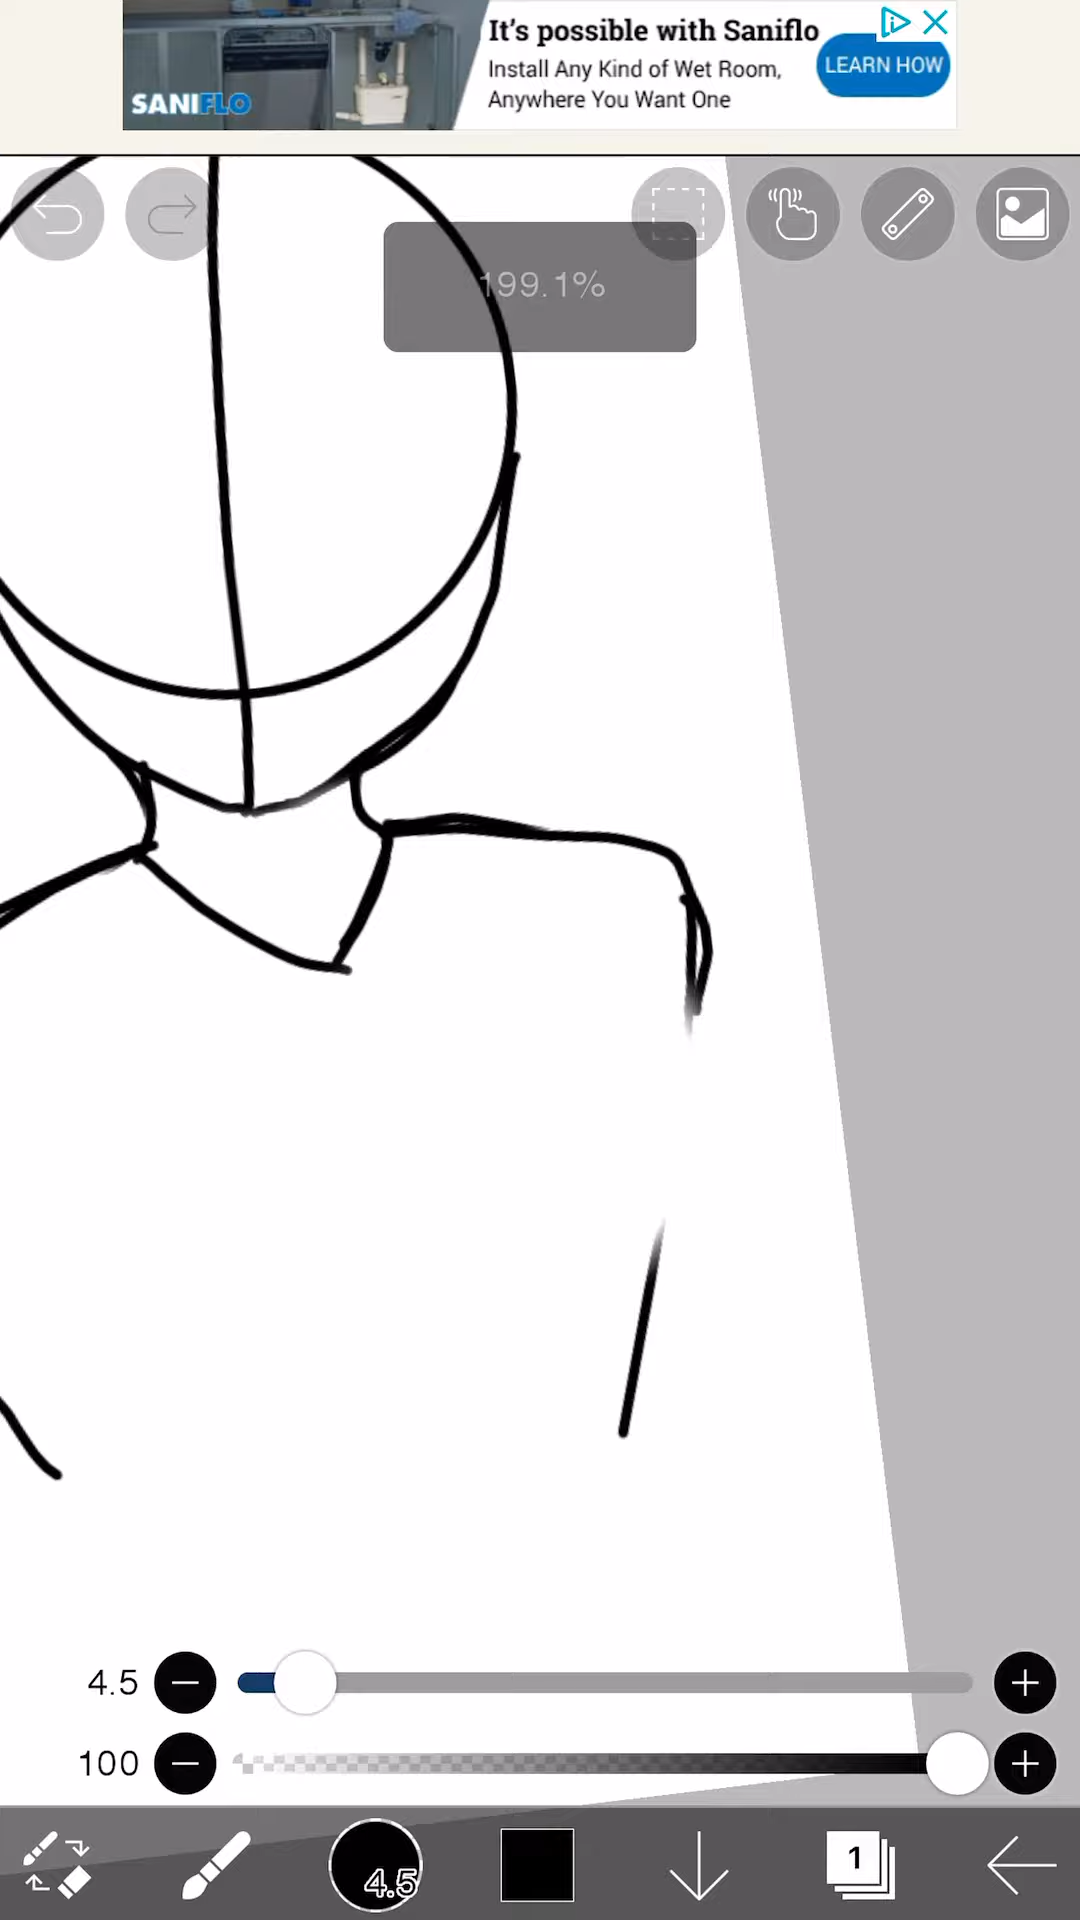 It's possible with Saniflo
Install Any Kind of Wet Room,
Anywhere You Want One
LEARN HOW
SANIFLO
199.1%
4.5
100
4.5
1